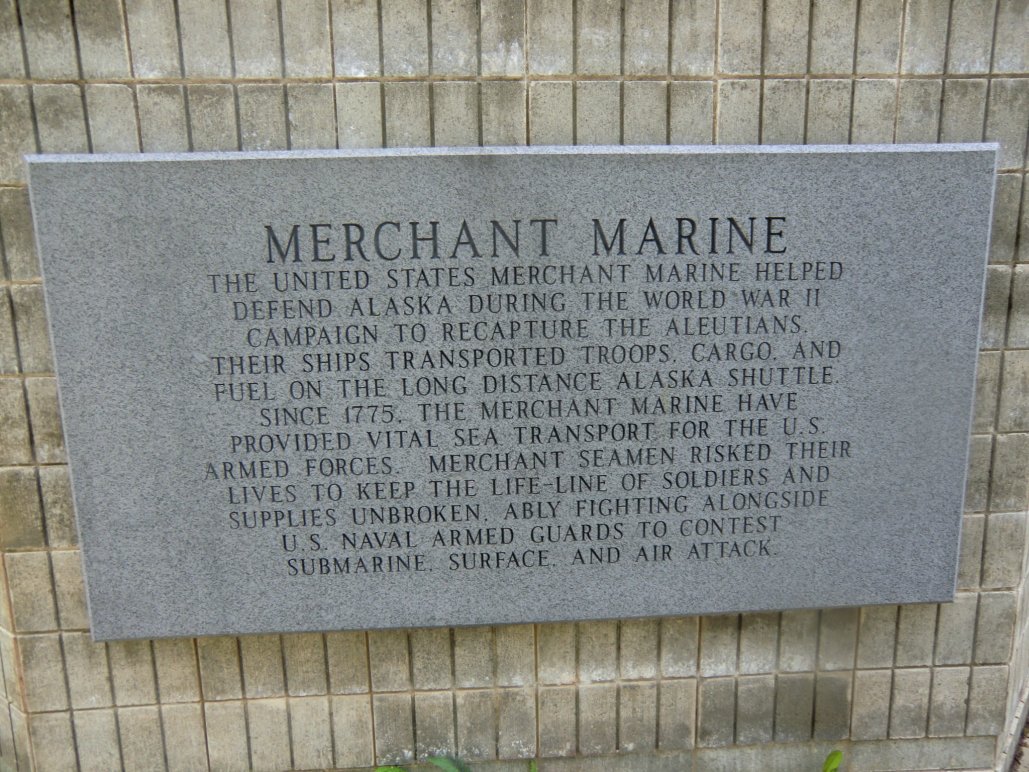 MERCHANT MARINE
THE UNITED STATES MERCHANT MARINE HELPED
DEFEND ALASKA DURING THE WORLD WAR II
CAMPAIGN TO RECAPTURE THE ALEUTIANS.
THEIR SHIPS TRANSPORTED TROOPS, CARGO, AND
FUEL ON THE LONG DISTANCE ALASKA SHUTTLE.
SINCE 1775, THE MERCHANT MARINE HAVE
PROVIDED VITAL SEA TRANSPORT FOR THE U.S.
ARMED FORCES. MERCHANT SEAMEN RISKED THEIR
LIVES TO KEEP THE LIFE-LINE OF SOLDIERS AND
SUPPLIES UNBROKEN, ABLY FIGHTING ALONGSIDE
U.S. NAVAL ARMED GUARDS TO CONTEST
SUBMARINE, SURFACE, AND AIR ATTACK.